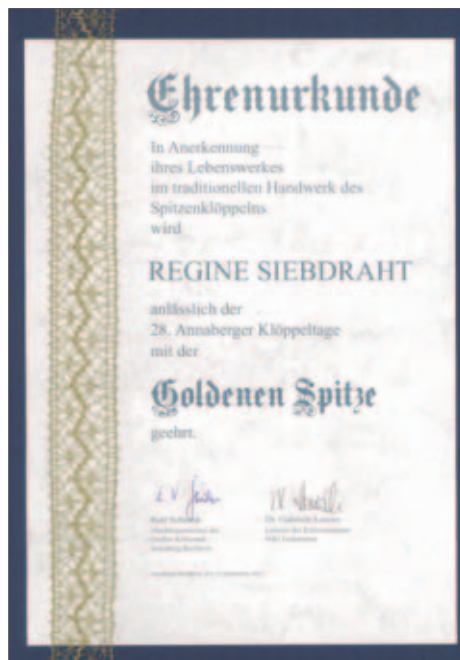 Ehrenurkunde
In Anerkennung
ihres Lebenswerkes
im traditionellen Handwerk des
Spitzenklöppelns
wird
REGINE SIEBDRAHT
anlässlich der
28. Annaberger Klöppeltage
mit der
Goldenen Spitze
geehrt.